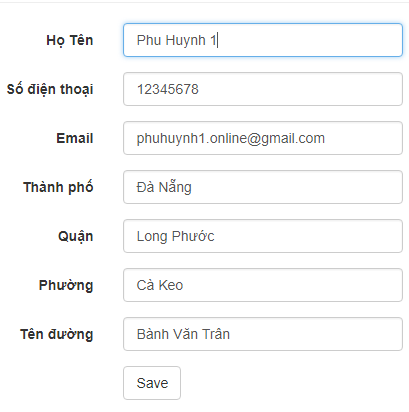 Họ Tên Phu Huynh 1
Số điện thoại 12345678
Email phuhuynh1.online@gmail.com
Thành phố Đà Nẵng
Quận Long Phước
Phường Cà Keo
Tên đường Bành Văn Trân
Save